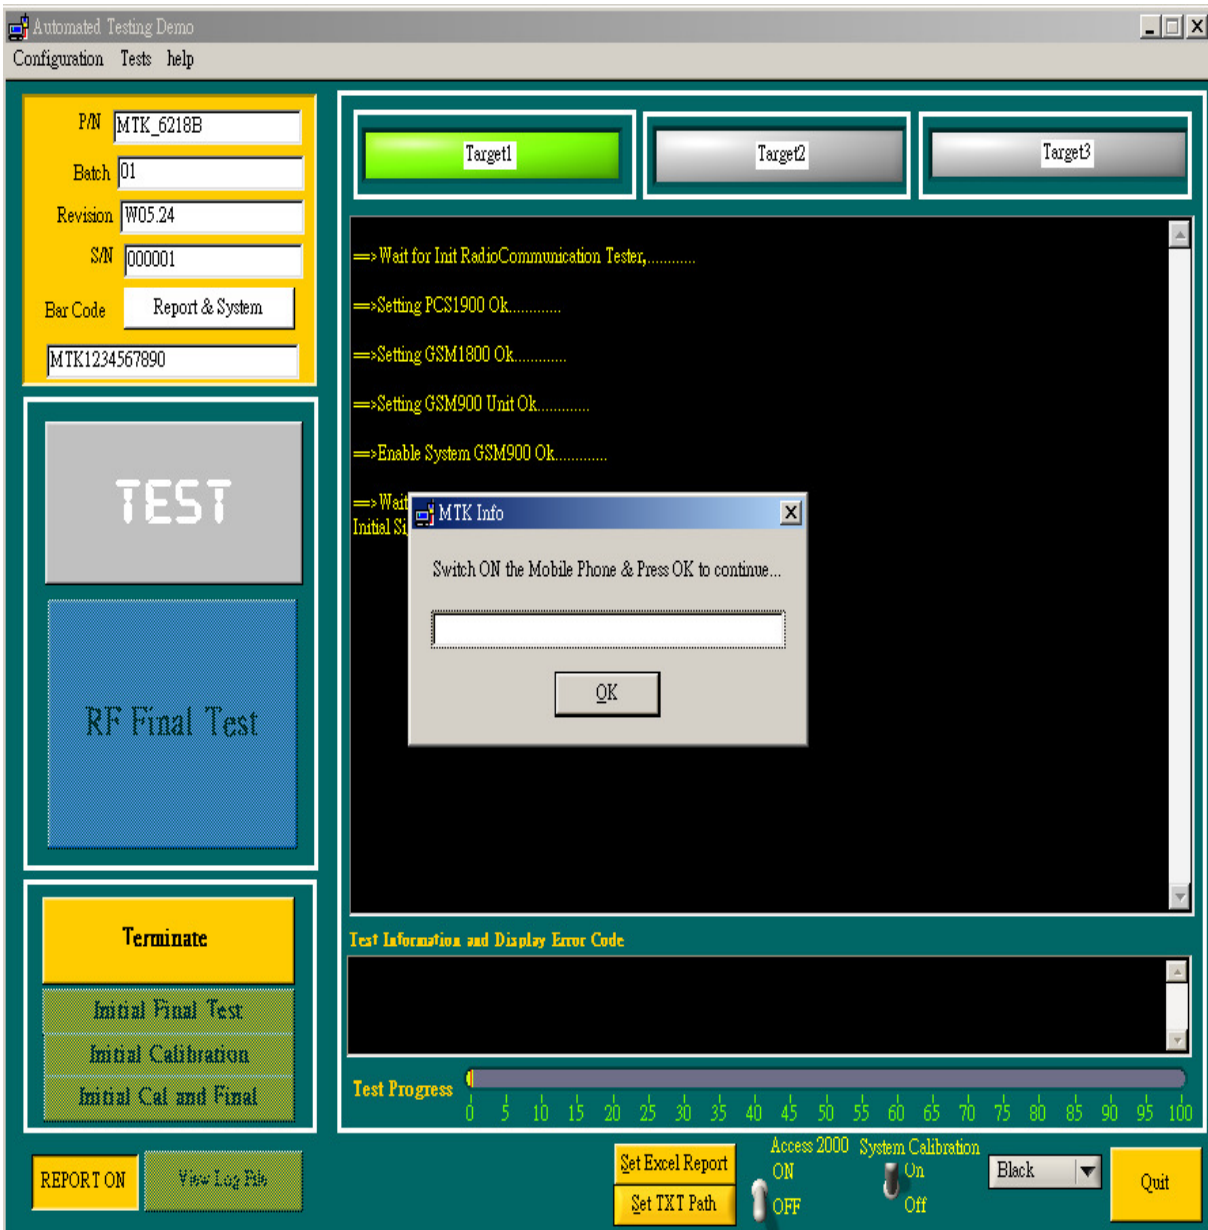 Automated Testing Demo
Configuration Tests help
P/N MTK_6218B
Batch 01
Revision W05.24
S/N 000001
Bar Code Report & System
MTK1234567890
TEST
RF Final Test
Terminate
Initial Final Test
Initial Calibration
Initial Cal and Final
REPORT ON
View Log File
Target1
Target2
Target3
==>Wait for Init RadioCommunication Tester,............
==>Setting PCS1900 Ok.............
==>Setting GSM1800 Ok.............
==>Setting GSM900 Unit Ok.............
==>Enable System GSM900 Ok.............
==>Wait
Initial Si
MTK Info
Switch ON the Mobile Phone & Press OK to continue...
OK
Test Information and Display Error Code
Test Progress
0 5 10 15 20 25 30 35 40 45 50 55 60 65 70 75 80 85 90 95 100
Set Excel Report
Set TXT Path
Access 2000
ON
OFF
System Calibration
On
Off
Black
Quit